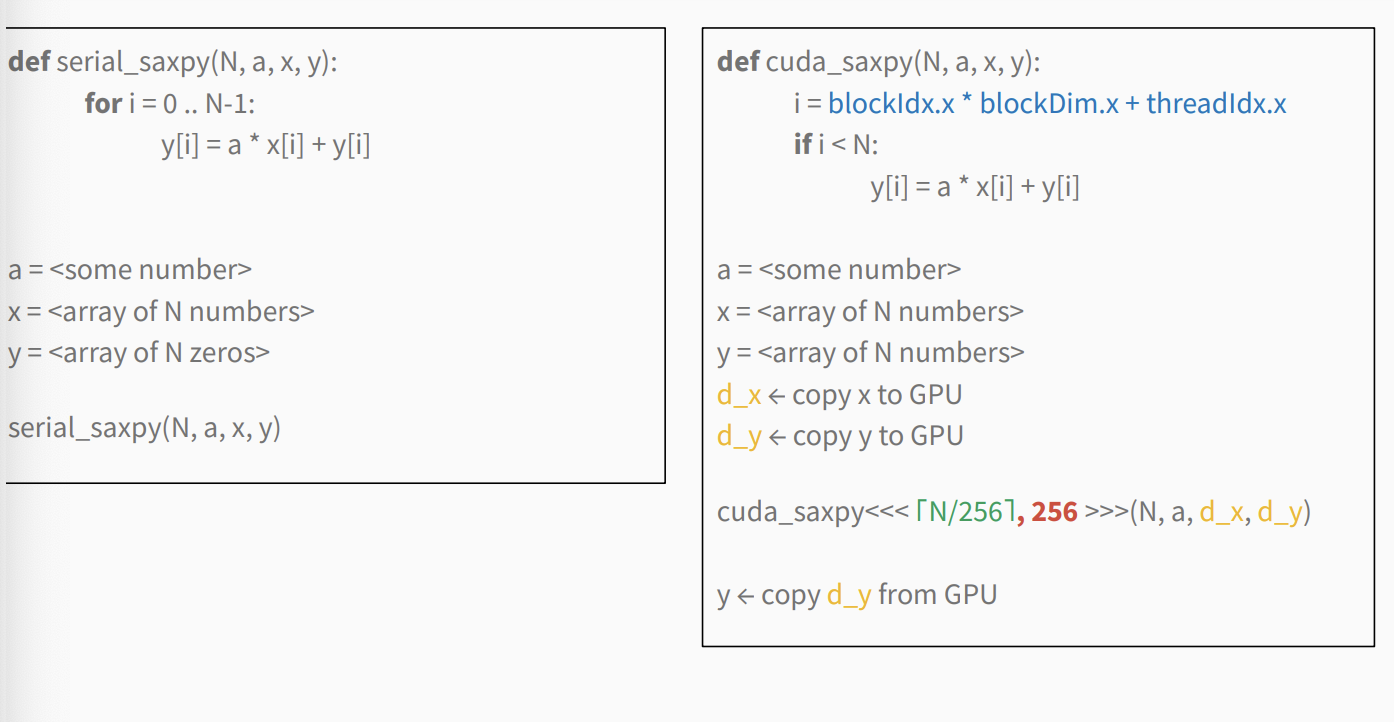 def serial_saxpy(N, a, x, y):
for i = 0 .. N-1:
y[i] = a * x[i] + y[i]
a = <some number>
x = <array of N numbers>
y = <array of N zeros>
serial_saxpy(N, a, x, y)
def cuda_saxpy(N, a, x, y):
i = blockIdx.x * blockDim.x + threadIdx.x
if i < N:
y[i] = a * x[i] + y[i]
a = <some number>
x = <array of N numbers>
y = <array of N numbers>
d_x ← copy x to GPU
d_y ← copy y to GPU
cuda_saxpy<<< ⌈N/256⌉, 256 >>>(N, a, d_x, d_y)
y ← copy d_y from GPU